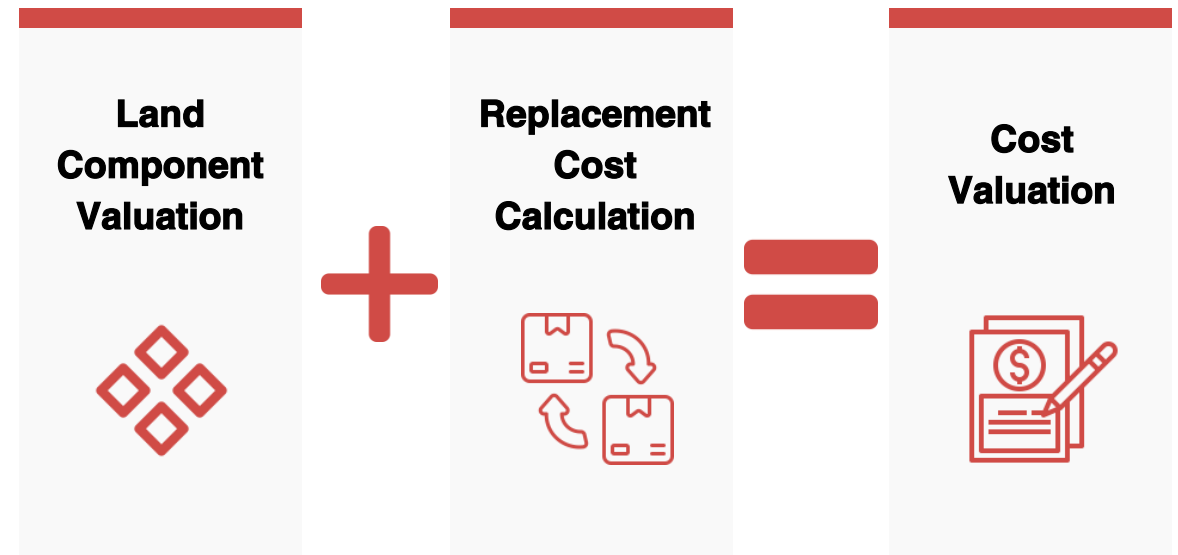 Land
Component
Valuation
Replacement
Cost
Calculation
Cost
Valuation
$